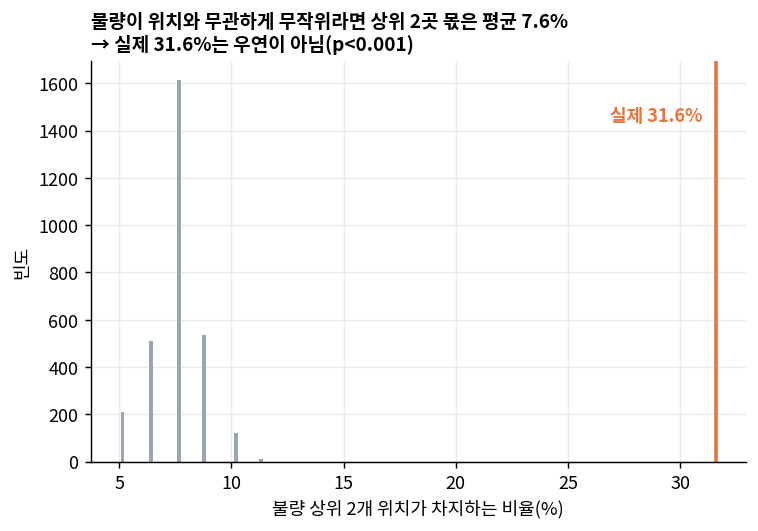 불량이 위치와 무관하게 무작위라면 상위 2곳 몫은 평균 7.6%
→ 실제 31.6%는 우연이 아님(p<0.001)
1600
1400
1200
1000
800
600
400
200
0
빈도
실제 31.6%
5 10 15 20 25 30
불량 상위 2개 위치가 차지하는 비율(%)